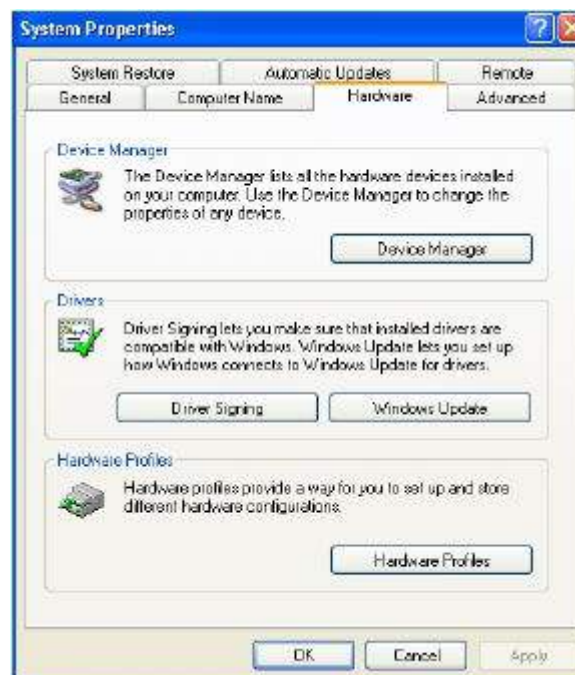 System Properties
System Restore Automatic Updates Remote
General Computer Name Hardware Advanced
Device Manager
The Device Manager lists all the hardware devices installed
on your computer. Use the Device Manager to change the
properties of any device.
Device Manager
Drivers
Driver Signing lets you make sure that installed drivers are
compatible with Windows. Windows Update lets you set up
how Windows connects to Windows Update for drivers.
Driver Signing Windows Update
Hardware Profiles
Hardware profiles provide a way for you to set up and store
different hardware configurations.
Hardware Profiles
OK Cancel Apply